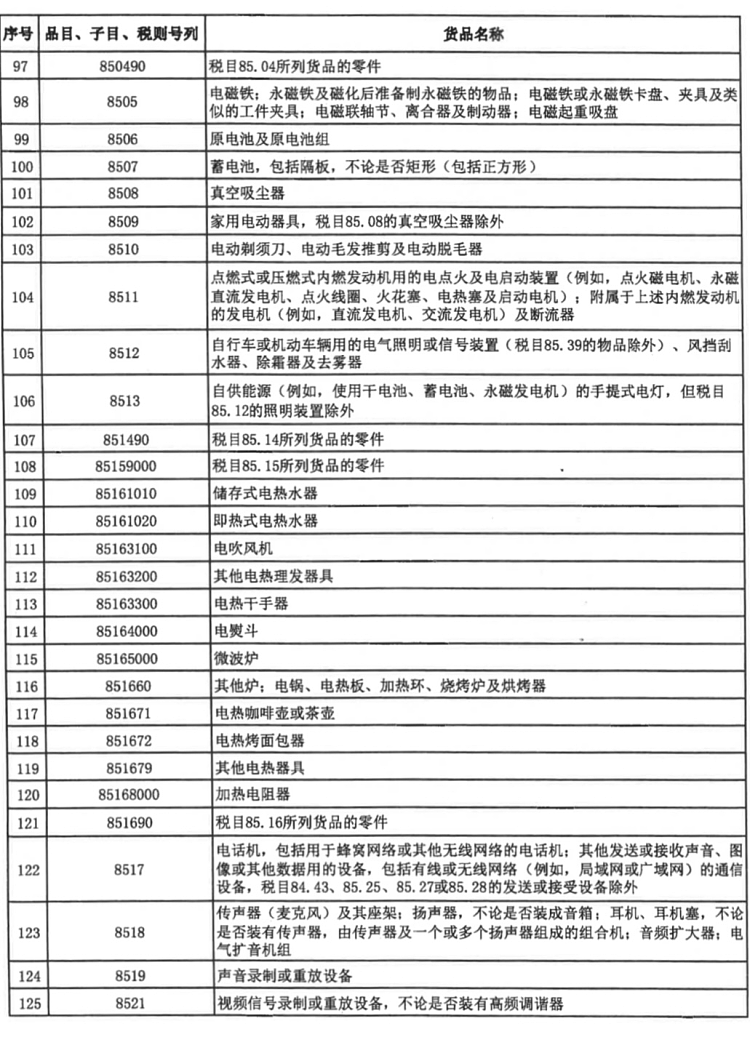 序号 品目、子目、税则号列 货品名称
97 850490 税目85.04所列货品的零件
98 8505 电磁铁；永磁铁及磁化后准备制永磁铁的物品；电磁铁或永磁铁卡盘、夹具及类
似的工件夹具；电磁联轴节、离合器及制动器；电磁起重吸盘
99 8506 原电池及原电池组
100 8507 蓄电池，包括隔板，不论是否矩形（包括正方形）
101 8508 真空吸尘器
102 8509 家用电动器具，税目85.08的真空吸尘器除外
103 8510 电动剃须刀、电动毛发推剪及电动脱毛器
104 8511 点燃式或压燃式内燃发动机用的电点火及电启动装置（例如，点火磁电机、永磁
直流发电机、点火线圈、火花塞、电热塞及启动电机）；附属于上述内燃发动机
的发电机（例如，直流发电机、交流发电机）及断流器
105 8512 自行车或机动车辆用的电气照明或信号装置（税目85.39的物品除外）、风挡刮
水器、除霜器及去雾器
106 8513 自供能源（例如，使用干电池、蓄电池、永磁发电机）的手提式电灯，但税目
85.12的照明装置除外
107 851490 税目85.14所列货品的零件
108 85159000 税目85.15所列货品的零件
109 85161010 储存式电热水器
110 85161020 即热式电热水器
111 85163100 电吹风机
112 85163200 其他电热理发器具
113 85163300 电热干手器
114 85164000 电熨斗
115 85165000 微波炉
116 851660 其他炉；电锅、电热板、加热环、烧烤炉及烘烤器
117 851671 电热咖啡壶或茶壶
118 851672 电热烤面包器
119 851679 其他电热器具
120 85168000 加热电阻器
121 851690 税目85.16所列货品的零件
122 8517 电话机，包括用于蜂窝网络或其他无线网络的电话机；其他发送或接收声音、图
像或其他数据用的设备，包括有线或无线网络（例如，局域网或广域网）的通信
设备，税目84.43、85.25、85.27或85.28的发送或接受设备除外
123 8518 传声器（麦克风）及其座架；扬声器，不论是否装成音箱；耳机、耳机塞，不论
是否装有传声器，由传声器及一个或多个扬声器组成的组合机；音频扩大器；电
气扩音机组
124 8519 声音录制或重放设备
125 8521 视频信号录制或重放设备，不论是否装有高频调谐器